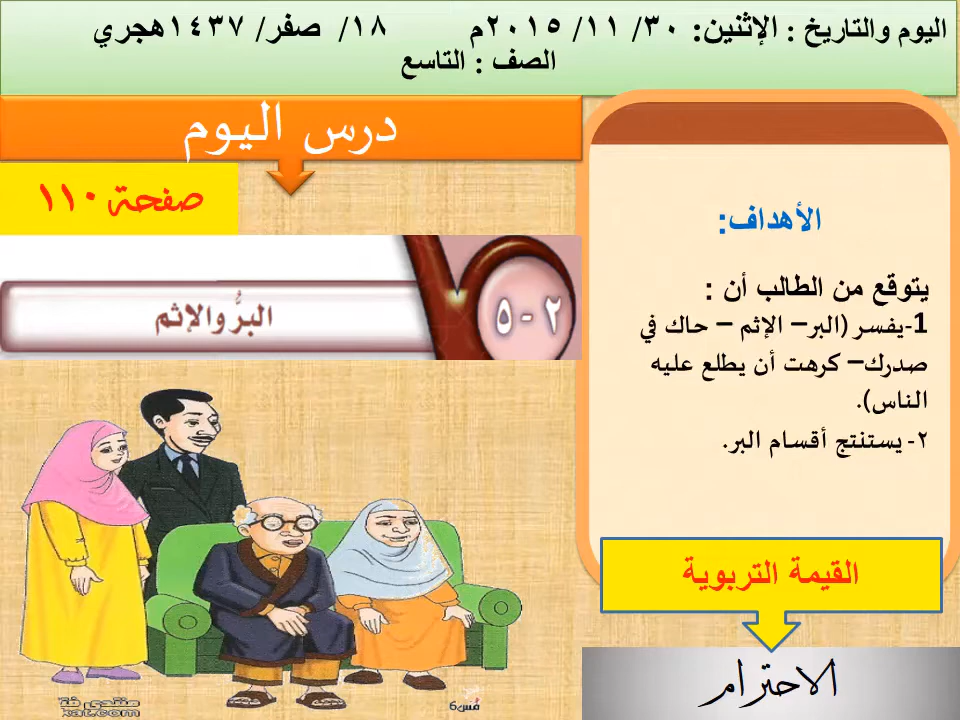 اليوم والتاريخ : الإثنين: ٣٠/ ١١/ ٢٠١٥م ١٨/ صفر/ ١٤٣٧هجري
الصف : التاسع
درس اليوم
صفحة ١١٠
٢ - ٥
البرُّ والإثم
الأهداف:
يتوقع من الطالب أن :
1-يفسر (البر– الإثم – حاك في
صدرك– كرهت أن يطلع عليه
الناس).
٢- يستنتج أقسام البر.
القيمة التربوية
الاحترام
xat.com